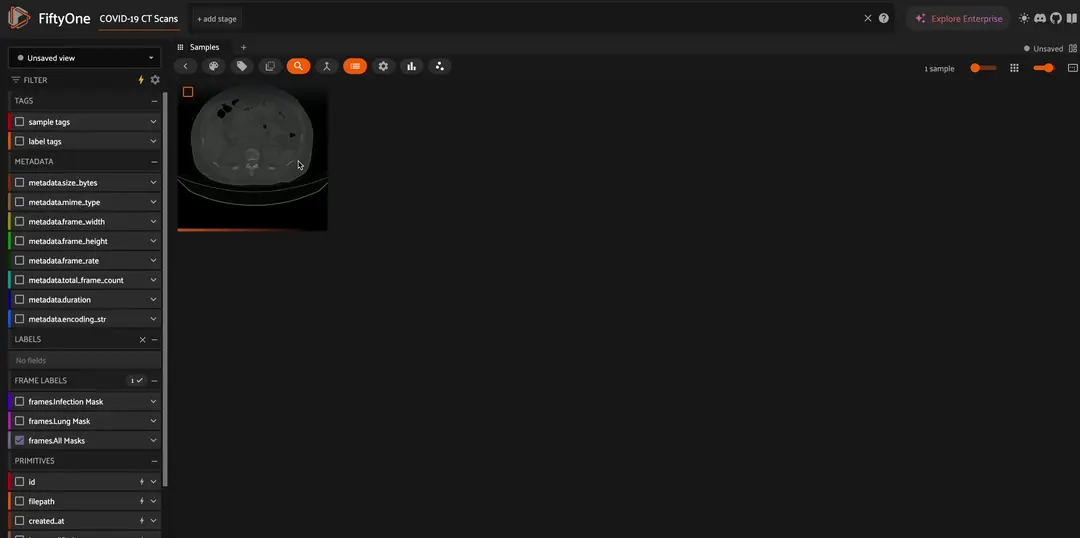 FiftyOne COVID-19 CT Scans + add stage Explore Enterprise
Unsaved view
Samples
Unsaved
1 sample
FILTER
TAGS
sample tags
label tags
METADATA
metadata.size_bytes
metadata.mime_type
metadata.frame_width
metadata.frame_height
metadata.frame_rate
metadata.total_frame_count
metadata.duration
metadata.encoding_str
LABELS
No fields
FRAME LABELS 1
frames.Infection Mask
frames.Lung Mask
frames.All Masks
PRIMITIVES
id
filepath
created_at